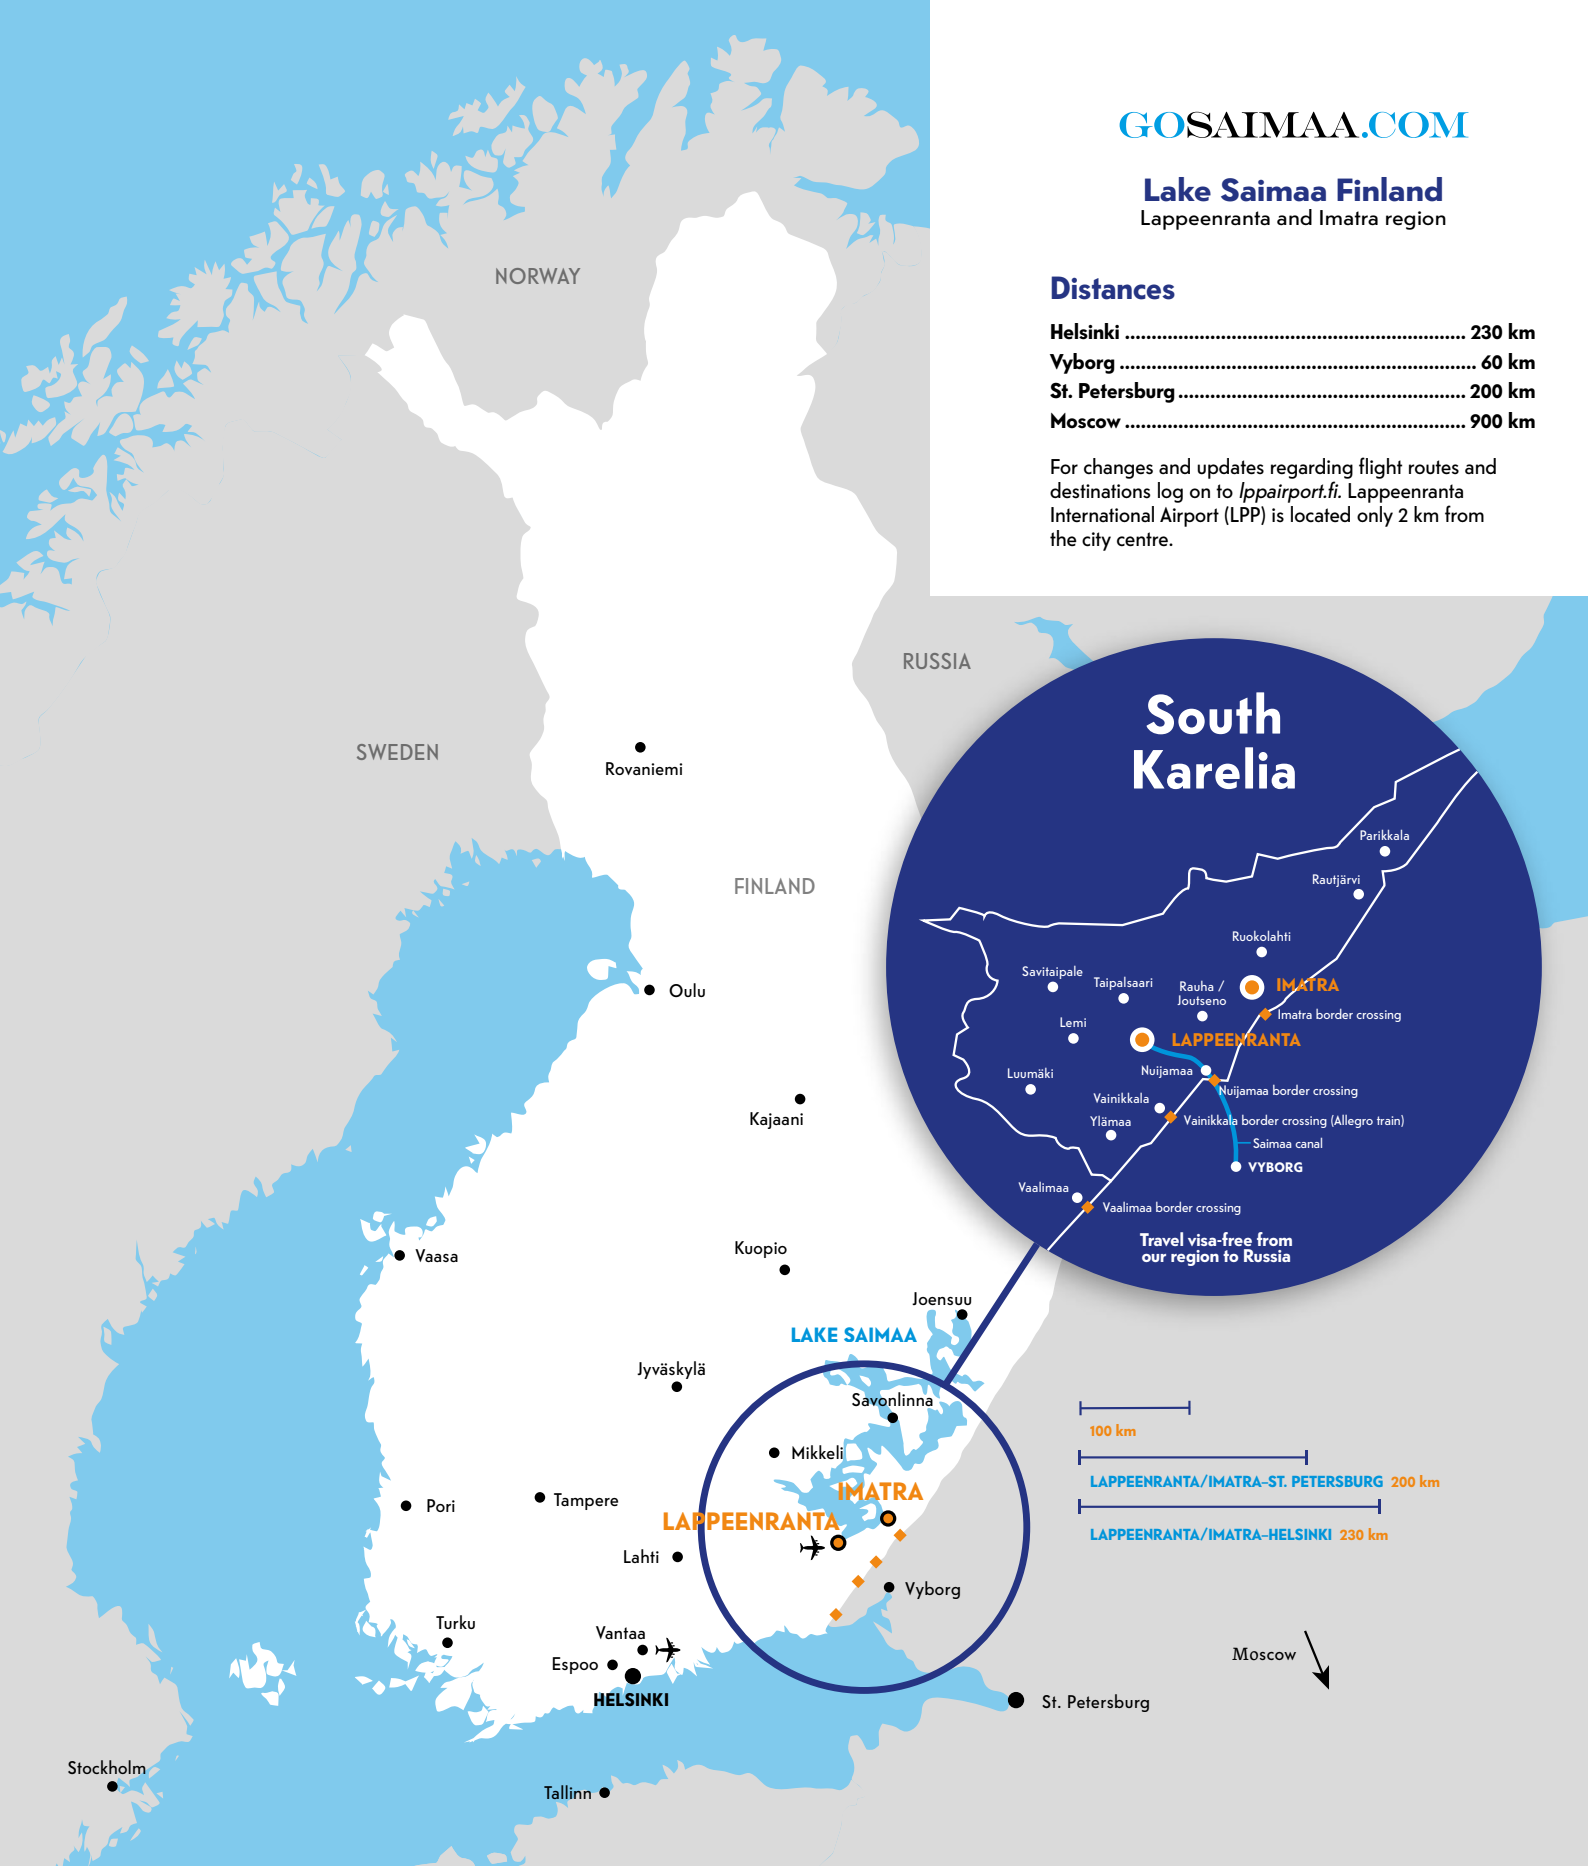 GOSAIMAA.COM
Lake Saimaa Finland
Lappeenranta and Imatra region
Distances
Helsinki ................................................................. 230 km
Vyborg .................................................................... 60 km
St. Petersburg ....................................................... 200 km
Moscow ................................................................. 900 km
For changes and updates regarding flight routes and
destinations log on to lppairport.fi. Lappeenranta
International Airport (LPP) is located only 2 km from
the city centre.
NORWAY
RUSSIA
SWEDEN
FINLAND
Rovaniemi
Oulu
Kajaani
Vaasa
Kuopio
Joensuu
LAKE SAIMAA
Jyväskylä
Savonlinna
Mikkeli
IMATRA
LAPPEENRANTA
Pori
Tampere
Lahti
Vyborg
Turku
Vantaa
Espoo
HELSINKI
St. Petersburg
Stockholm
Tallinn
South
Karelia
Parikkala
Rautjärvi
Ruokolahti
Savitaipale
Taipalsaari
Rauha /
Joutseno
IMATRA
Imatra border crossing
Lemi
LAPPEENRANTA
Luumäki
Nuijamaa
Nuijamaa border crossing
Vainikkala
Vainikkala border crossing (Allegro train)
Ylämaa
Saimaa canal
VYBORG
Vaalimaa
Vaalimaa border crossing
Travel visa-free from
our region to Russia
100 km
LAPPEENRANTA/IMATRA–ST. PETERSBURG 200 km
LAPPEENRANTA/IMATRA–HELSINKI 230 km
Moscow